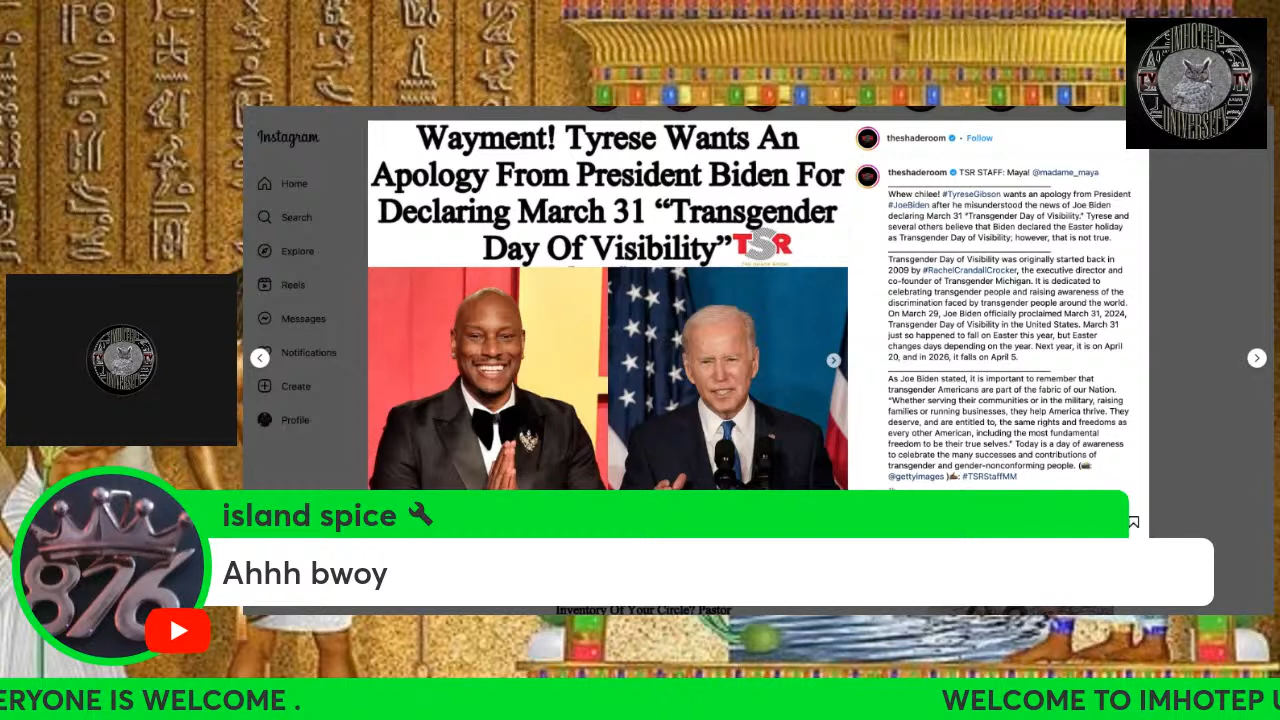 IMHOTEP
TV TV
UNIVERSITY
Instagram
Home
Search
Explore
Reels
Messages
Notifications
Create
Profile
Wayment! Tyrese Wants An
Apology From President Biden For
Declaring March 31 “Transgender
Day Of Visibility”
TSR
theshaderoom • Follow
theshaderoom TSR STAFF: Maya! @madame_maya
Whew chilee! #TyreseGibson wants an apology from President
#JoeBiden after he misunderstood the news of Joe Biden
declaring March 31 “Transgender Day of Visibility.” Tyrese and
several others believe that Biden declared the Easter holiday
as Transgender Day of Visibility; however, that is not true.
Transgender Day of Visibility was originally started back in
2009 by #RachelCrandallCrocker, the executive director and
co-founder of Transgender Michigan. It is dedicated to
celebrating transgender people and raising awareness of the
discrimination faced by transgender people around the world.
On March 29, Joe Biden officially proclaimed March 31, 2024,
Transgender Day of Visibility in the United States. March 31
just so happened to fall on Easter this year, but Easter
changes days depending on the year. Next year, it is on April
20, and in 2026, it falls on April 5.
As Joe Biden stated, it is important to remember that
transgender Americans are part of the fabric of our Nation.
“Whether serving their communities or in the military, raising
families or running businesses, they help America thrive. They
deserve, and are entitled to, the same rights and freedoms as
every other American, including the most fundamental
freedom to be their true selves.” Today is a day of awareness
to celebrate the many successes and contributions of
transgender and gender-nonconforming people. (📷:
@gettyimages )✍🏾: #TSRStaffMM
island spice
876
Ahhh bwoy
Inventory Of Your Circle? Pastor
ERYONE IS WELCOME .
WELCOME TO IMHOTEP U